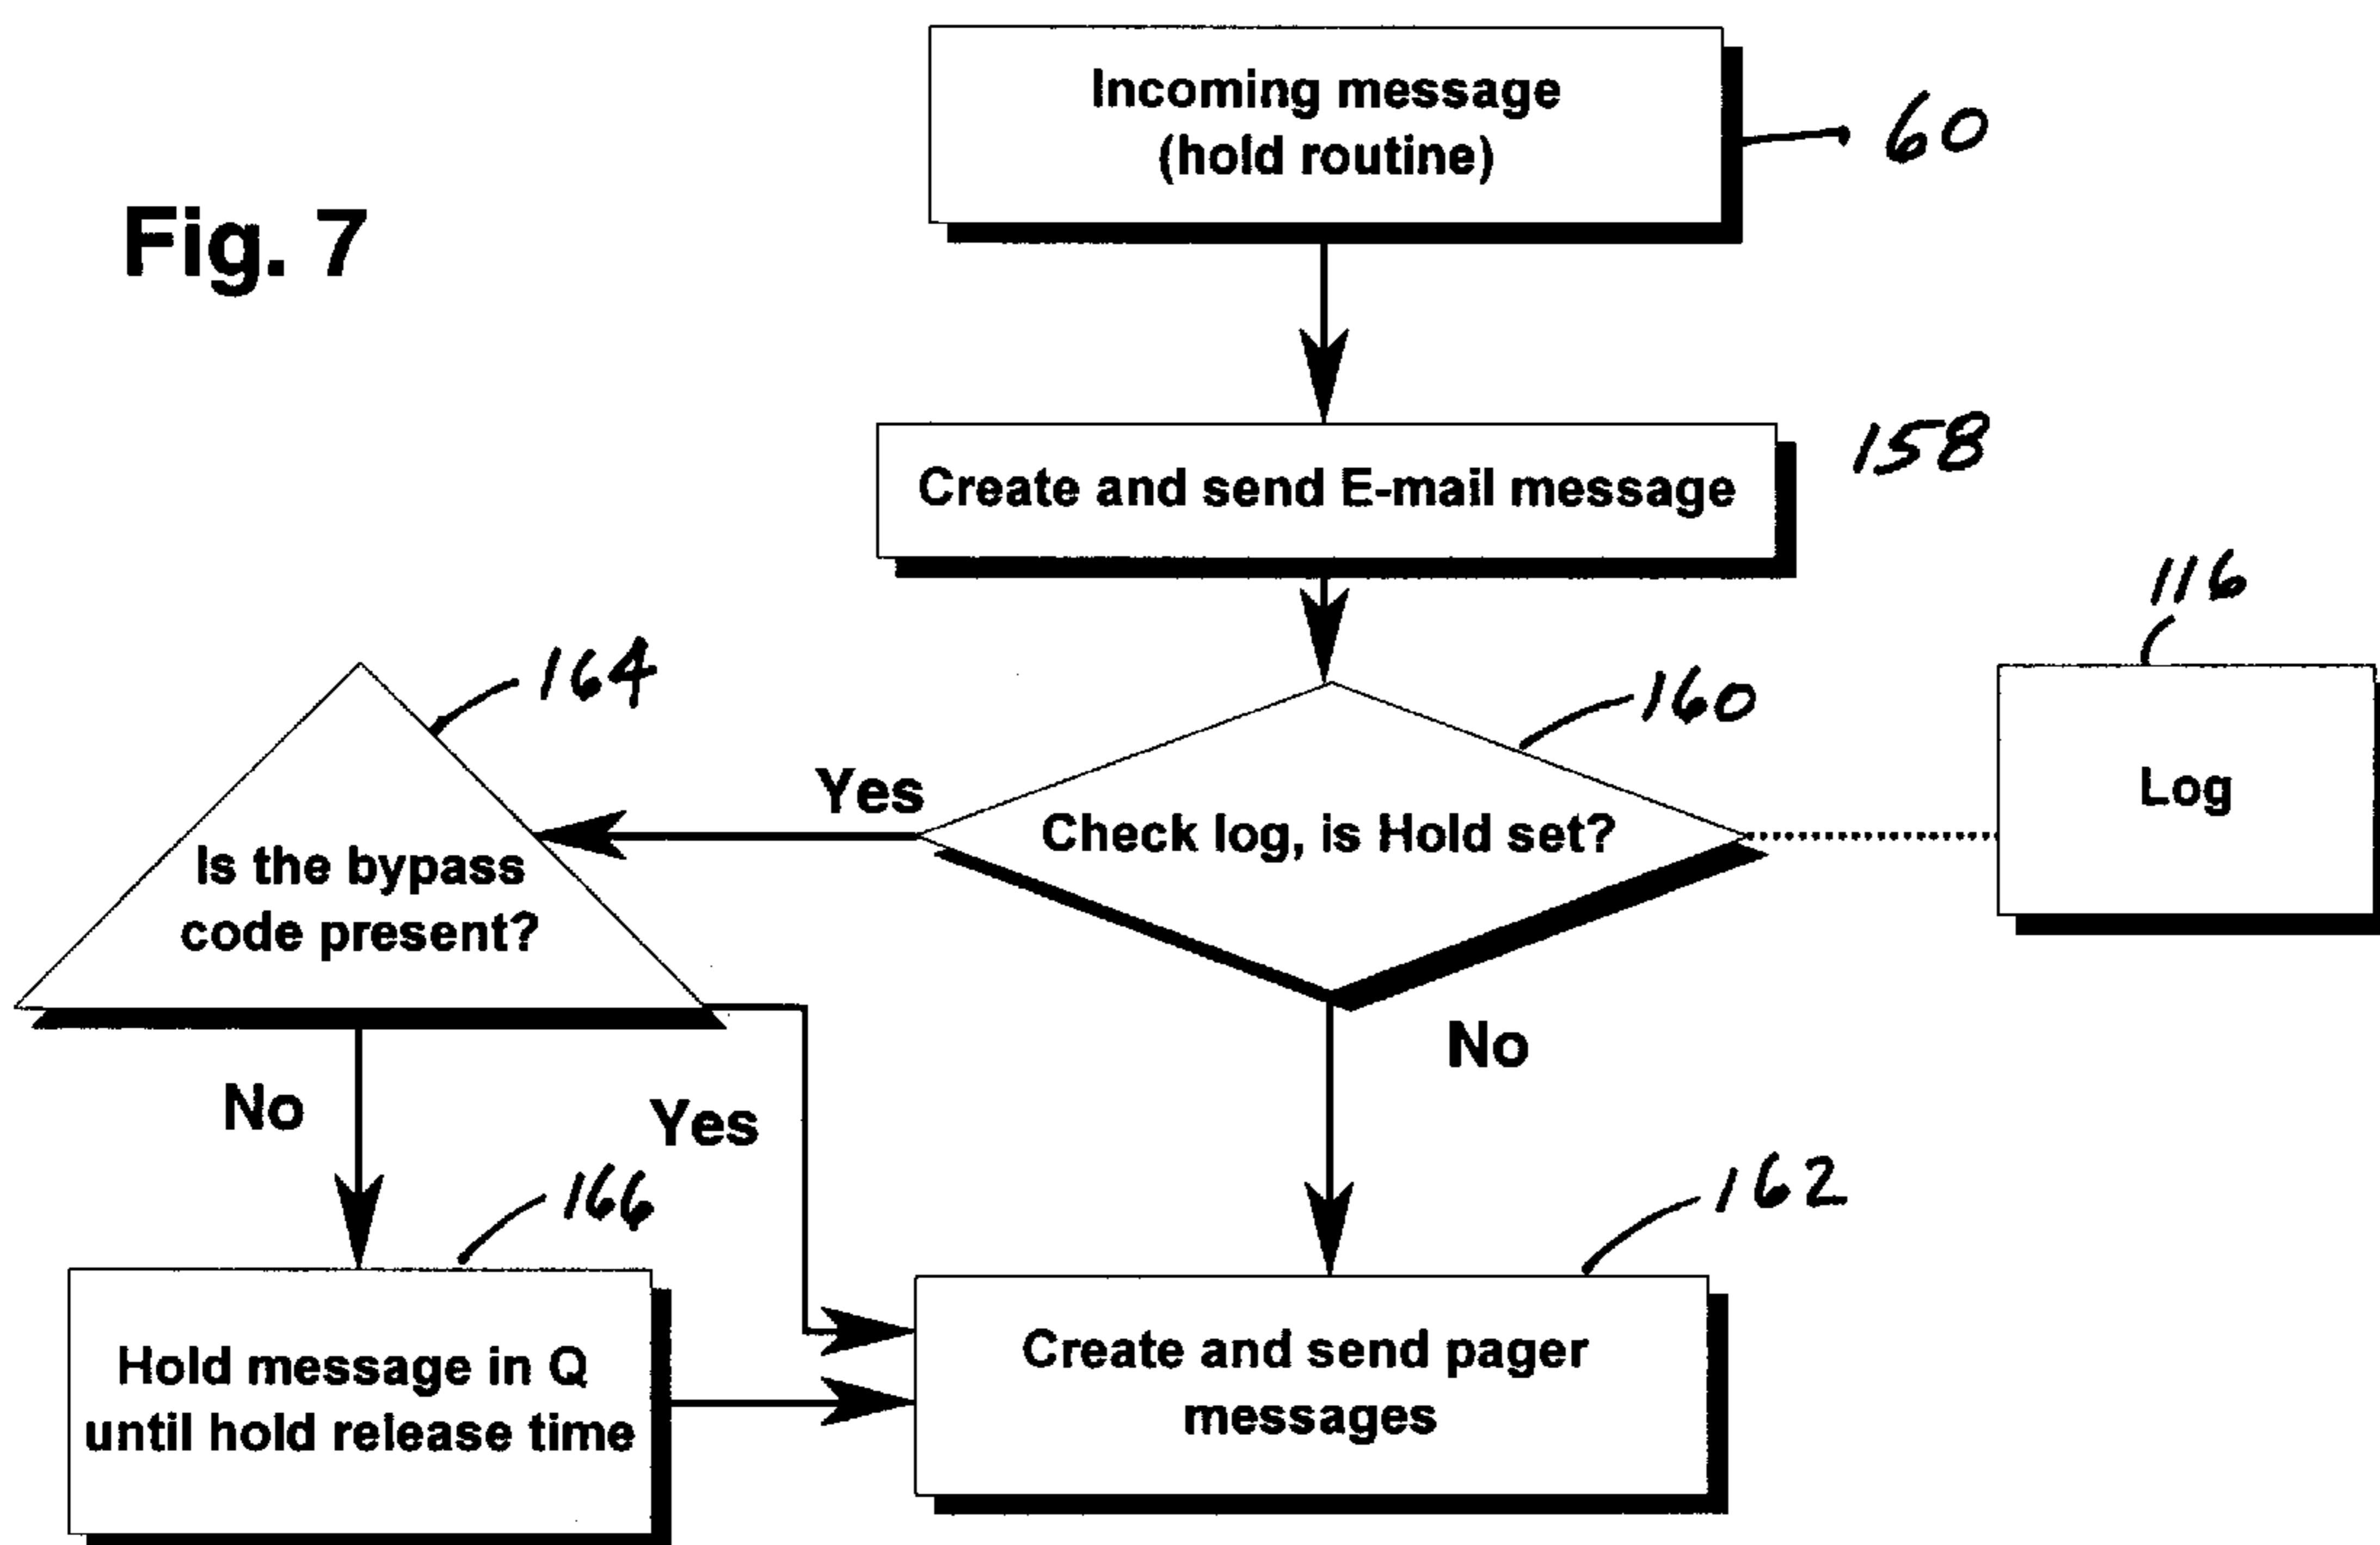 Fig. 7
Incoming message
(hold routine)
60
Create and send E-mail message
158
116
164
160
Log
Yes
Check log, is Hold set?
Is the bypass
code present?
No
No
Yes
166
162
Hold message in Q
until hold release time
Create and send pager
messages